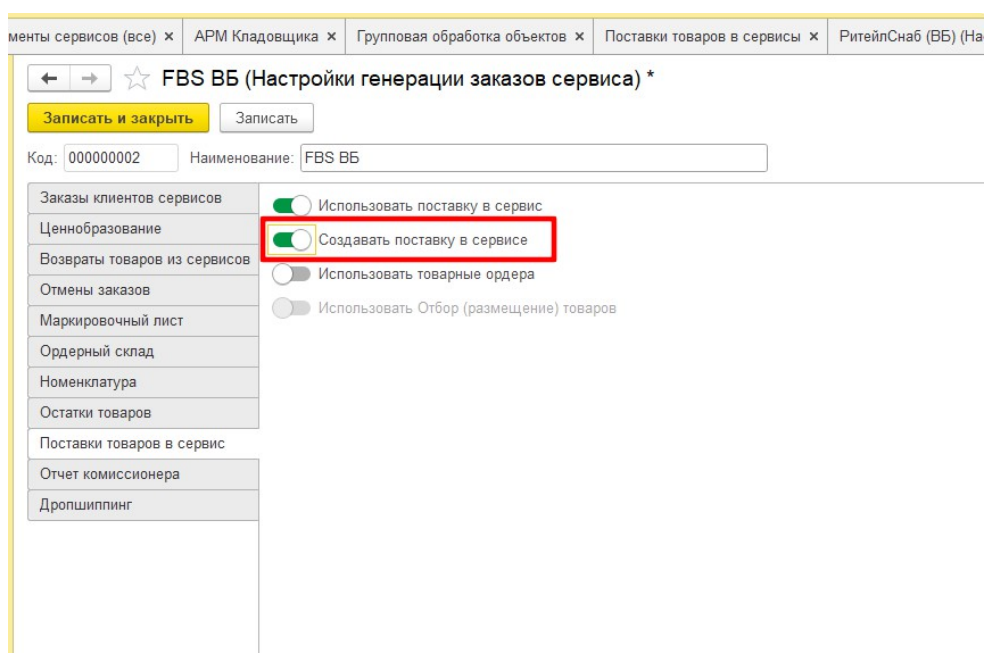 менты сервисов (все) × АРМ Кладовщика × Групповая обработка объектов × Поставки товаров в сервисы × РитейлСнаб (ВБ) (На
FBS ВБ (Настройки генерации заказов сервиса) *
Записать и закрыть Записать
Код: 000000002 Наименование: FBS ВБ
Заказы клиентов сервисов
Ценнобразование
Возвраты товаров из сервисов
Отмены заказов
Маркировочный лист
Ордерный склад
Номенклатура
Остатки товаров
Поставки товаров в сервис
Отчет комиссионера
Дропшиппинг
Использовать поставку в сервис
Создавать поставку в сервисе
Использовать товарные ордера
Использовать Отбор (размещение) товаров